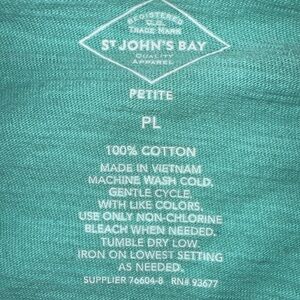 REGISTERED
U.S.
TRADE MARK
ST JOHN'S BAY
QUALITY
APPAREL
PETITE
PL
100% COTTON
MADE IN VIETNAM
MACHINE WASH COLD.
GENTLE CYCLE,
WITH LIKE COLORS.
USE ONLY NON-CHLORINE
BLEACH WHEN NEEDED.
TUMBLE DRY LOW.
IRON ON LOWEST SETTING
AS NEEDED.
SUPPLIER 76604-8 RN# 93677